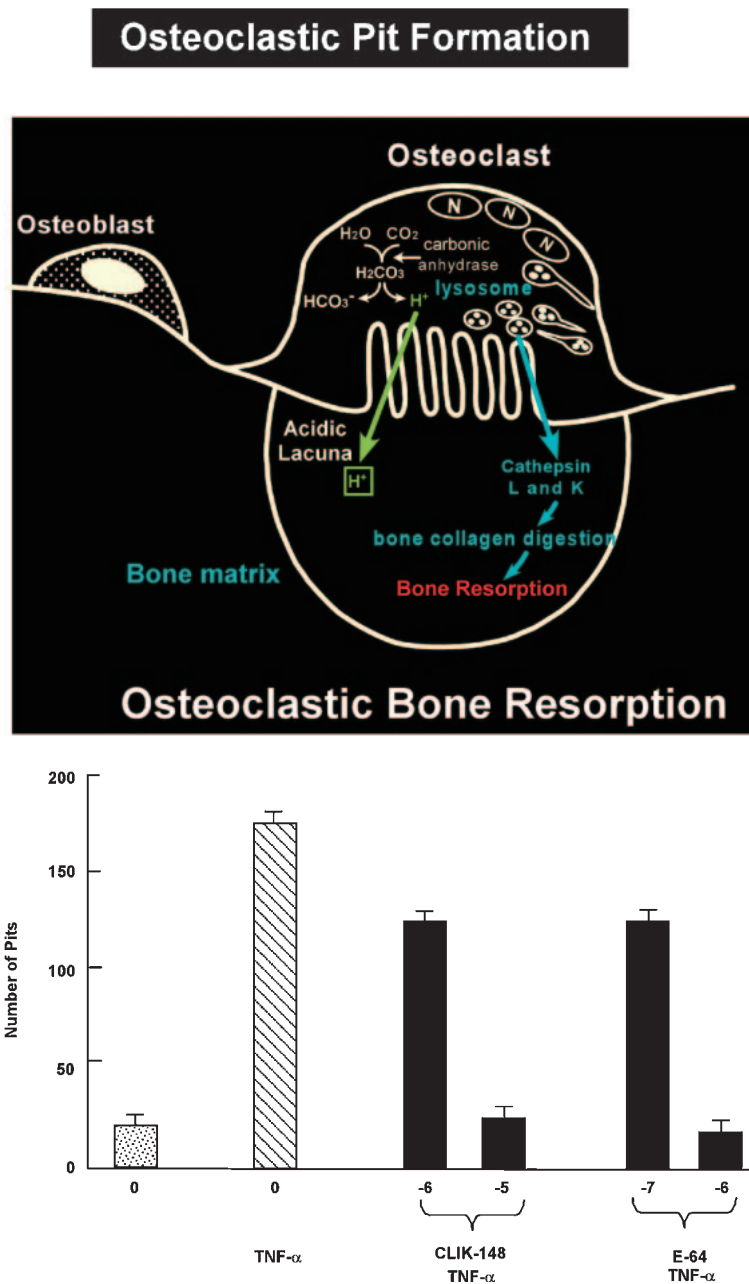 Osteoclastic Pit Formation
Osteoclast
Osteoblast
N
N
N
H₂O CO₂
carbonic
anhydrase
H₂CO₃
lysosome
HCO₃⁻
H⁺
Acidic
Lacuna
H⁺
Cathepsin
L and K
bone collagen digestion
Bone matrix
Bone Resorption
Osteoclastic Bone Resorption
200
150
100
50
0
Number of Pits
0
0
-6
-5
-7
-6
TNF-α
CLIK-148
TNF-α
E-64
TNF-α